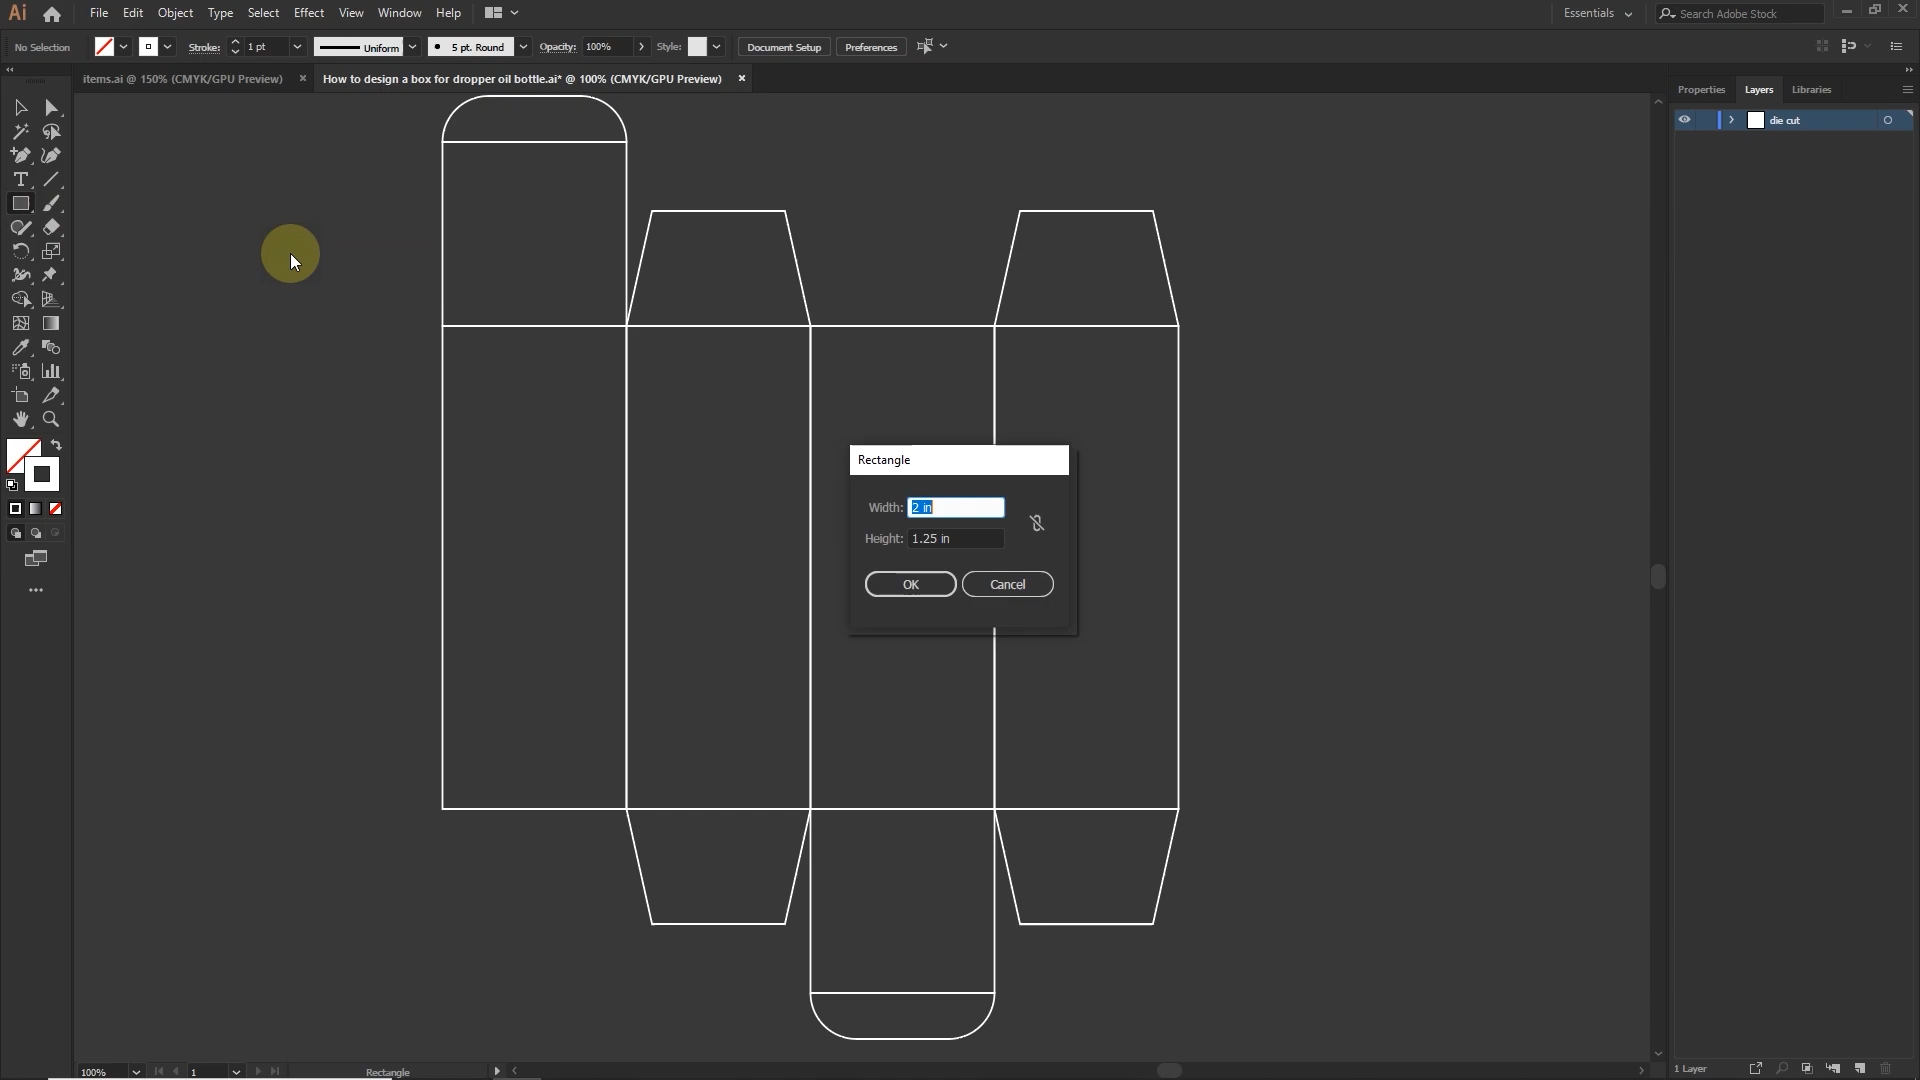 Ai File Edit Object Type Select Effect View Window Help Essentials Search Adobe Stock
No Selection Stroke: 1 pt Uniform 5 pt. Round Opacity: 100% Style: Document Setup Preferences
items.ai @ 150% (CMYK/GPU Preview) How to design a box for dropper oil bottle.ai* @ 100% (CMYK/GPU Preview)
Properties Layers Libraries
die cut
Rectangle
Width: 2 in
Height: 1.25 in
OK Cancel
100% 1 Rectangle 1 Layer